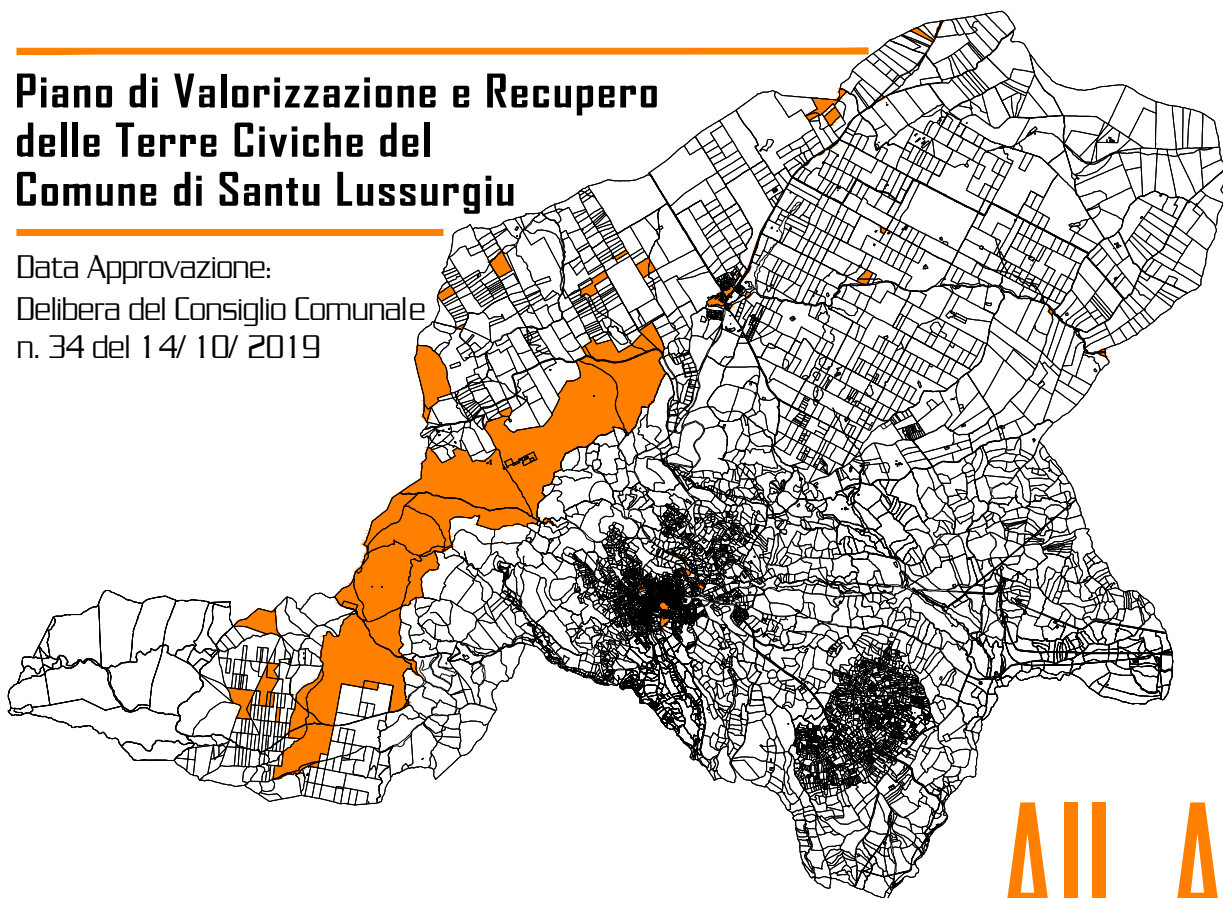 Piano di Valorizzazione e Recupero
delle Terre Civiche del
Comune di Santu Lussurgiu
Data Approvazione:
Delibera del Consiglio Comunale
n. 34 del 14/ 10/ 2019
All A